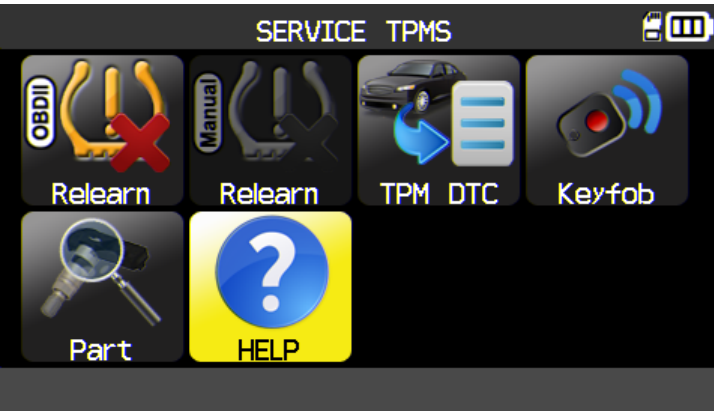 SERVICE TPMS
OBDII
Relearn
Manual
Relearn
TPM DTC
Keyfob
Part
?
HELP